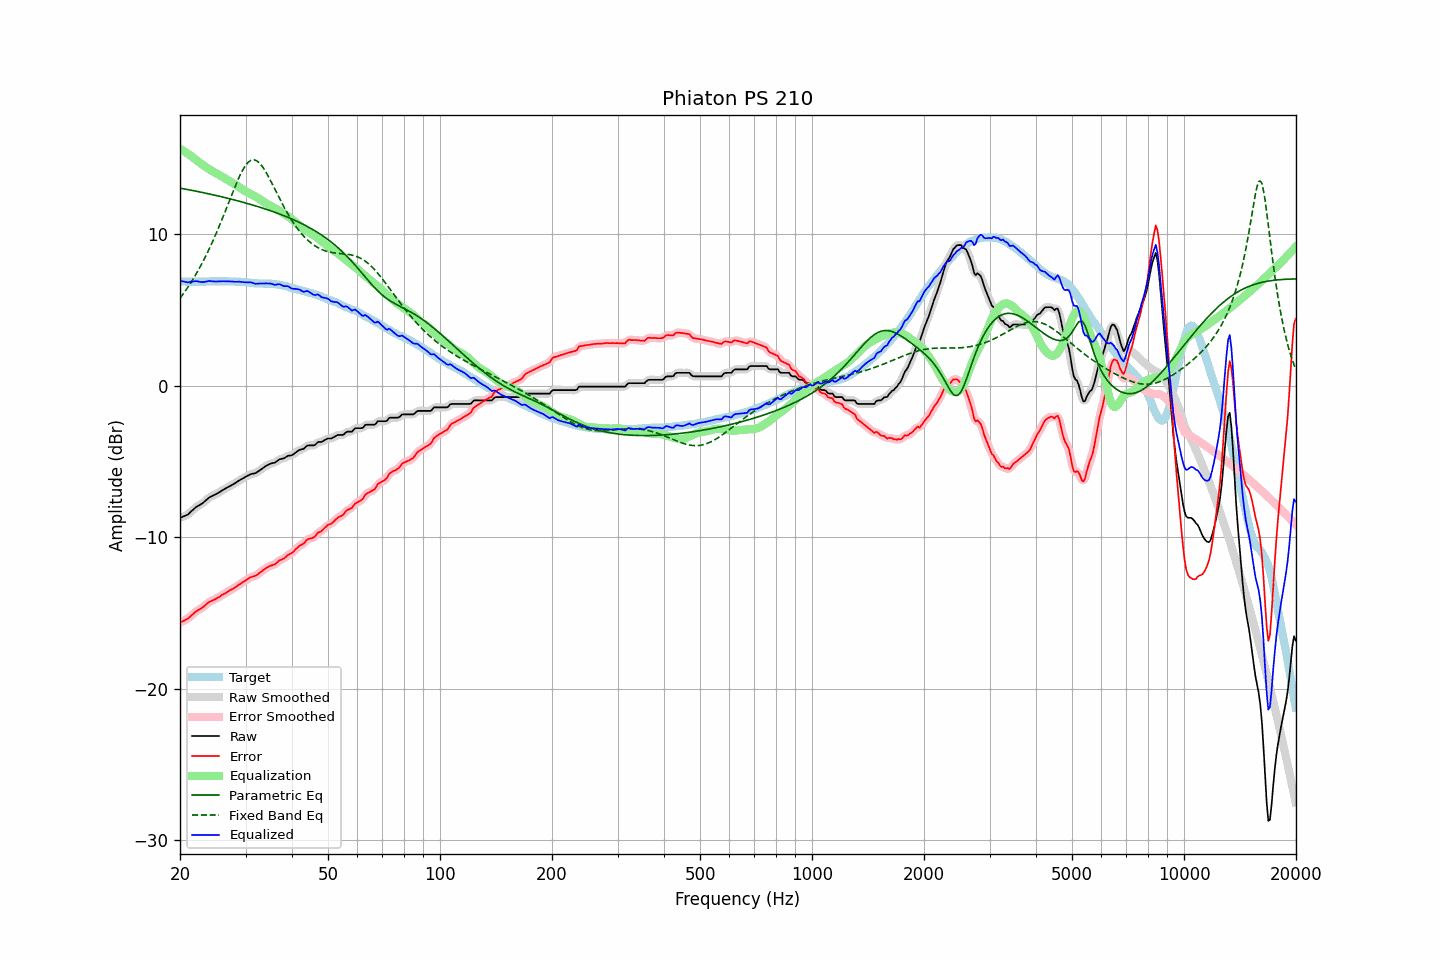 Phiaton PS 210
Amplitude (dBr)
10
0
−10
−20
−30
Target
Raw Smoothed
Error Smoothed
Raw
Error
Equalization
Parametric Eq
Fixed Band Eq
Equalized
20 50 100 200 500 1000 2000 5000 10000 20000
Frequency (Hz)